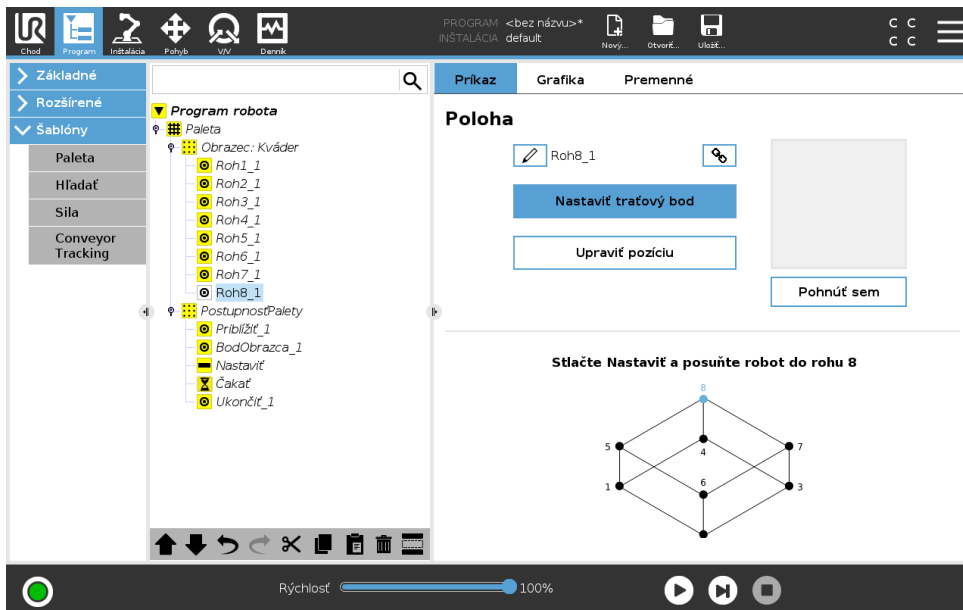 PROGRAM <bez názvu>*
INŠTALÁCIA default
Chod Program Inštalácia Pohyb V/V Denník Nový... Otvoriť... Uložiť...
C C
C C
Základné
Rozšírené
Šablóny
Paleta
Hľadať
Sila
Conveyor
Tracking
Program robota
Paleta
Obrazec: Kváder
Roh1_1
Roh2_1
Roh3_1
Roh4_1
Roh5_1
Roh6_1
Roh7_1
Roh8_1
PostupnosťPalety
Priblížiť_1
BodObrazca_1
Nastaviť
Čakať
Ukončiť_1
Príkaz Grafika Premenné
Poloha
Roh8_1
Nastaviť traťový bod
Upraviť pozíciu
Pohnúť sem
Stlačte Nastaviť a posuňte robot do rohu 8
8
5 4 7
1 6 3
Rýchlosť 100%